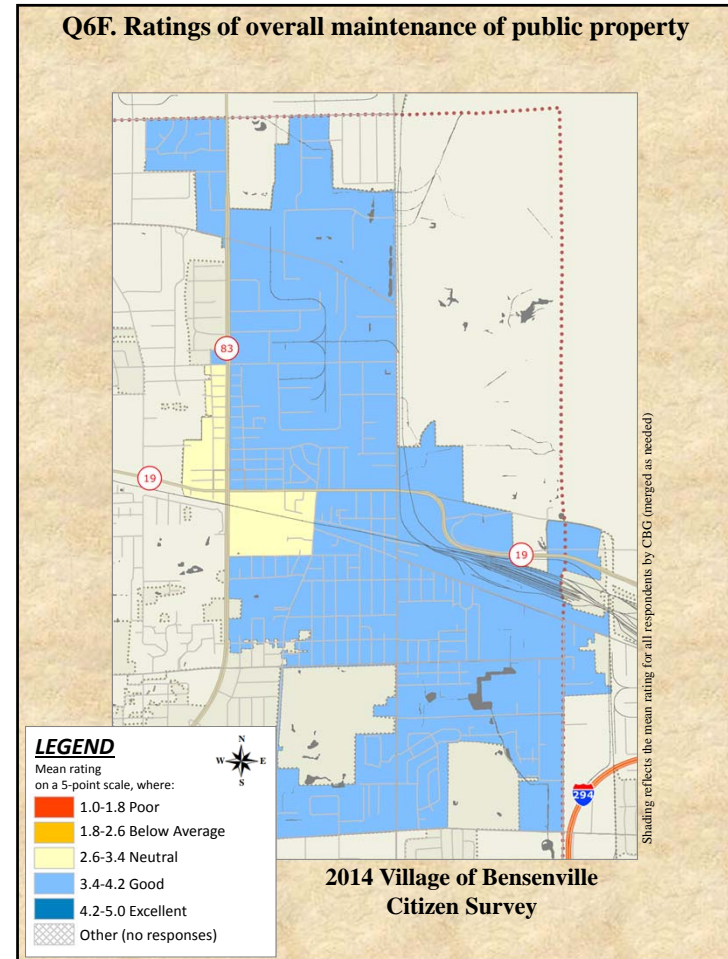 Q6F. Ratings of overall maintenance of public property
83
19
19
294
Shading reflects the mean rating for all respondents by CBG (merged as needed)
LEGEND
Mean rating
on a 5-point scale, where:
N
W E
S
1.0-1.8 Poor
1.8-2.6 Below Average
2.6-3.4 Neutral
3.4-4.2 Good
4.2-5.0 Excellent
Other (no responses)
2014 Village of Bensenville
Citizen Survey